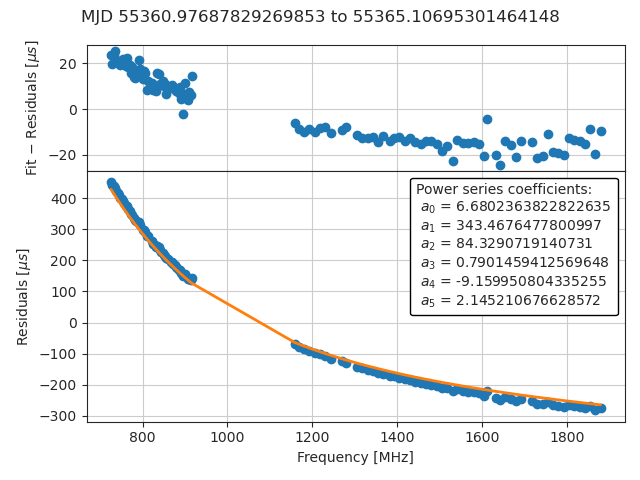 MJD 55360.97687829269853 to 55365.10695301464148
Fit − Residuals [μs]
20
0
−20
Residuals [μs]
400
300
200
100
0
−100
−200
−300
Power series coefficients:
a0 = 6.6802363822822635
a1 = 343.4676477800997
a2 = 84.3290719140731
a3 = 0.7901459412569648
a4 = -9.159950804335255
a5 = 2.145210676628572
800 1000 1200 1400 1600 1800
Frequency [MHz]